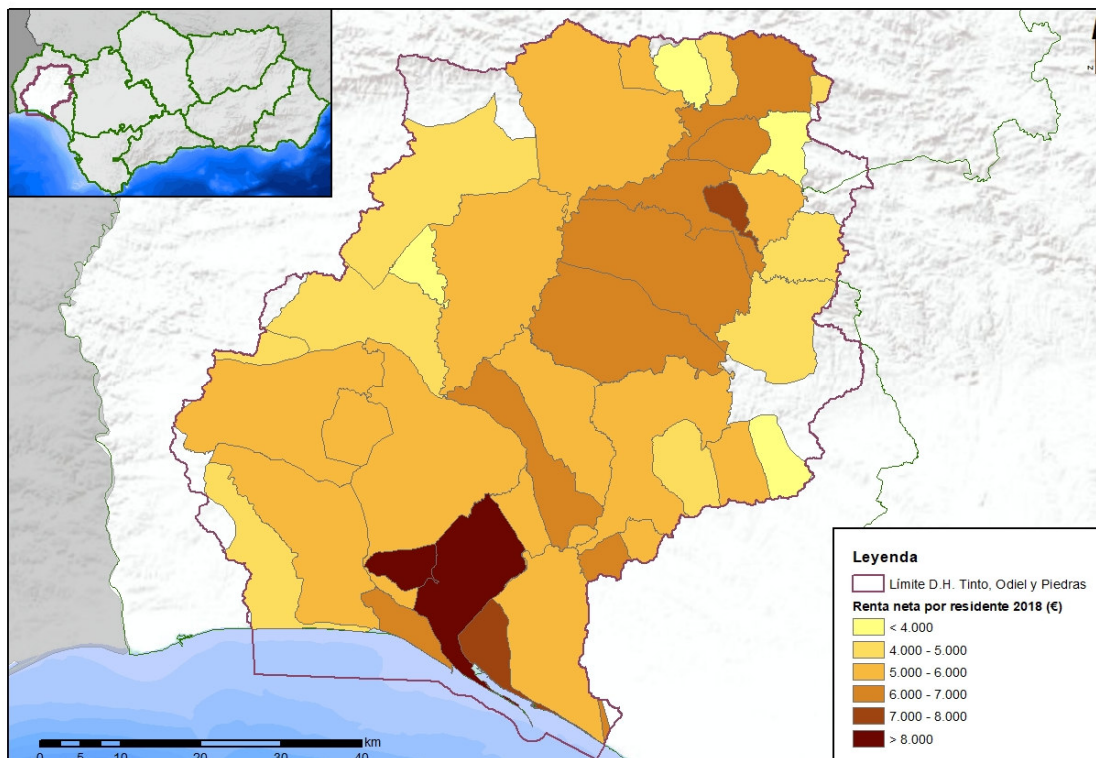 z
Leyenda
Límite D.H. Tinto, Odiel y Piedras
Renta neta por residente 2018 (€)
< 4.000
4.000 - 5.000
5.000 - 6.000
6.000 - 7.000
7.000 - 8.000
> 8.000
km
0 5 10 20 30 40